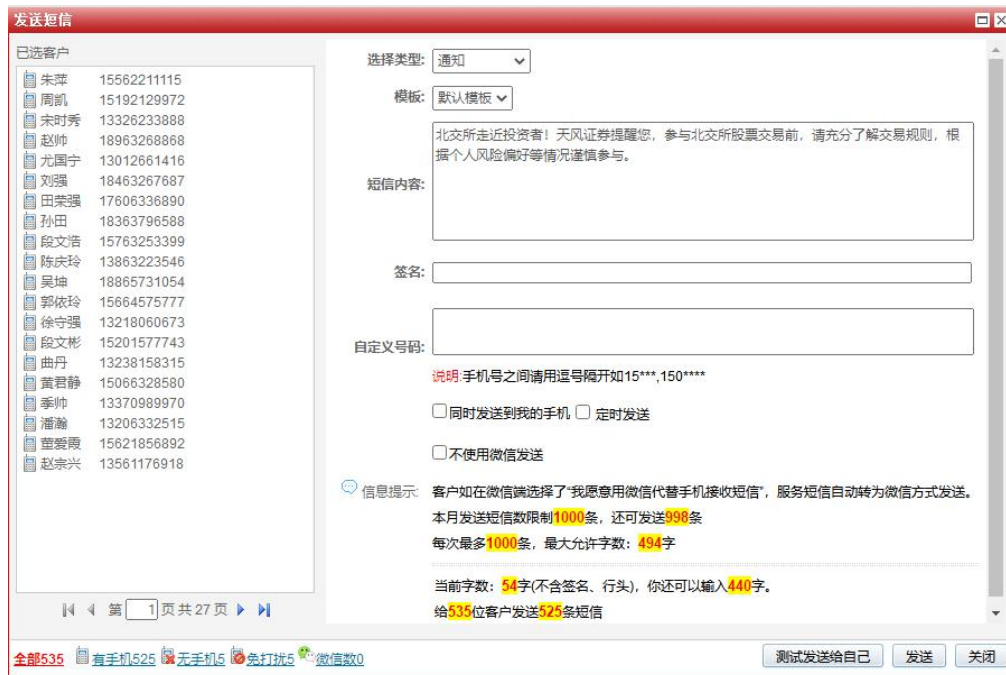 发送短信
已选客户
朱萍 15562211115
周凯 15192129972
宋时秀 13326233888
赵帅 18963268868
尤国宁 13012661416
刘强 18463267687
田荣强 17606336890
孙田 18363796588
段文浩 15763253399
陈庆玲 13863223546
吴坤 18865731054
郭依玲 15664575777
徐守强 13218060673
段文彬 15201577743
曲丹 13238158315
黄君静 15066328580
季帅 13370989970
潘瀚 13206332515
董爱霞 15621856892
赵宗兴 13561176918
第 1 页共27页
选择类型: 通知
模板: 默认模板
短信内容:
北交所走近投资者！天风证券提醒您，参与北交所股票交易前，请充分了解交易规则，根
据个人风险偏好等情况谨慎参与。
签名:
自定义号码:
说明:手机号之间请用逗号隔开如15***,150****
同时发送到我的手机 定时发送
不使用微信发送
信息提示: 客户如在微信端选择了“我愿意用微信代替手机接收短信”，服务短信自动转为微信方式发送。
本月发送短信数限制1000条，还可发送998条
每次最多1000条，最大允许字数：494字
当前字数：54字(不含签名、行头)，你还可以输入440字。
给535位客户发送525条短信
全部535 有手机525 无手机5 免打扰5 微信数0
测试发送给自己 发送 关闭